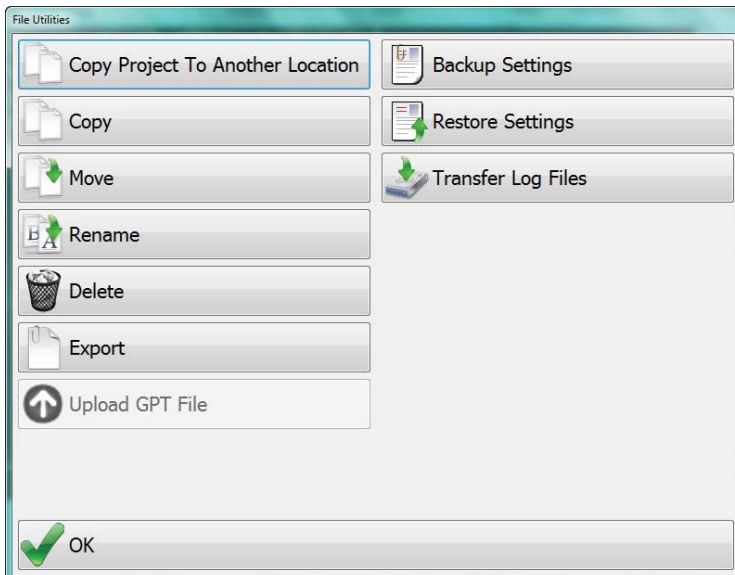 File Utilities
Copy Project To Another Location
Copy
Move
Rename
Delete
Export
Upload GPT File
Backup Settings
Restore Settings
Transfer Log Files
OK